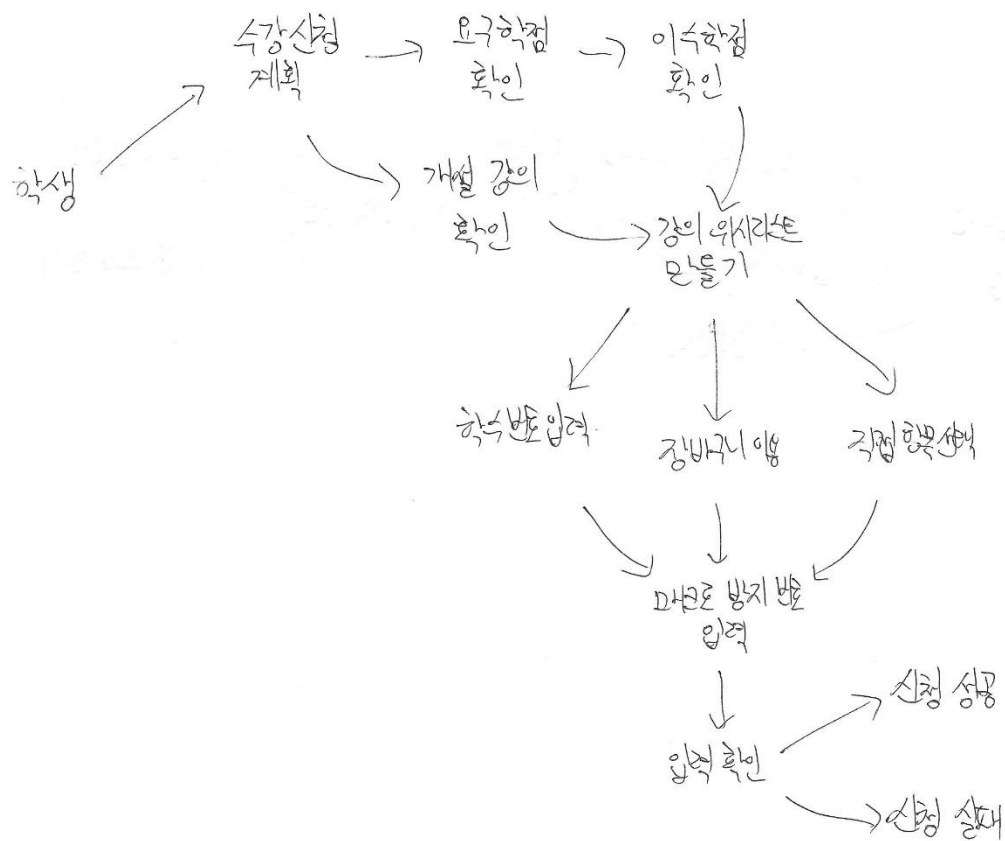 수강신청
계획
요구학점
확인
이수학점
확인
학생
개설 강의
확인
강의 위시리스트
만들기
학수번호입력
장바구니 이용
직접 항목선택
매크로 방지 번호
입력
입력 확인
신청 성공
신청 실패